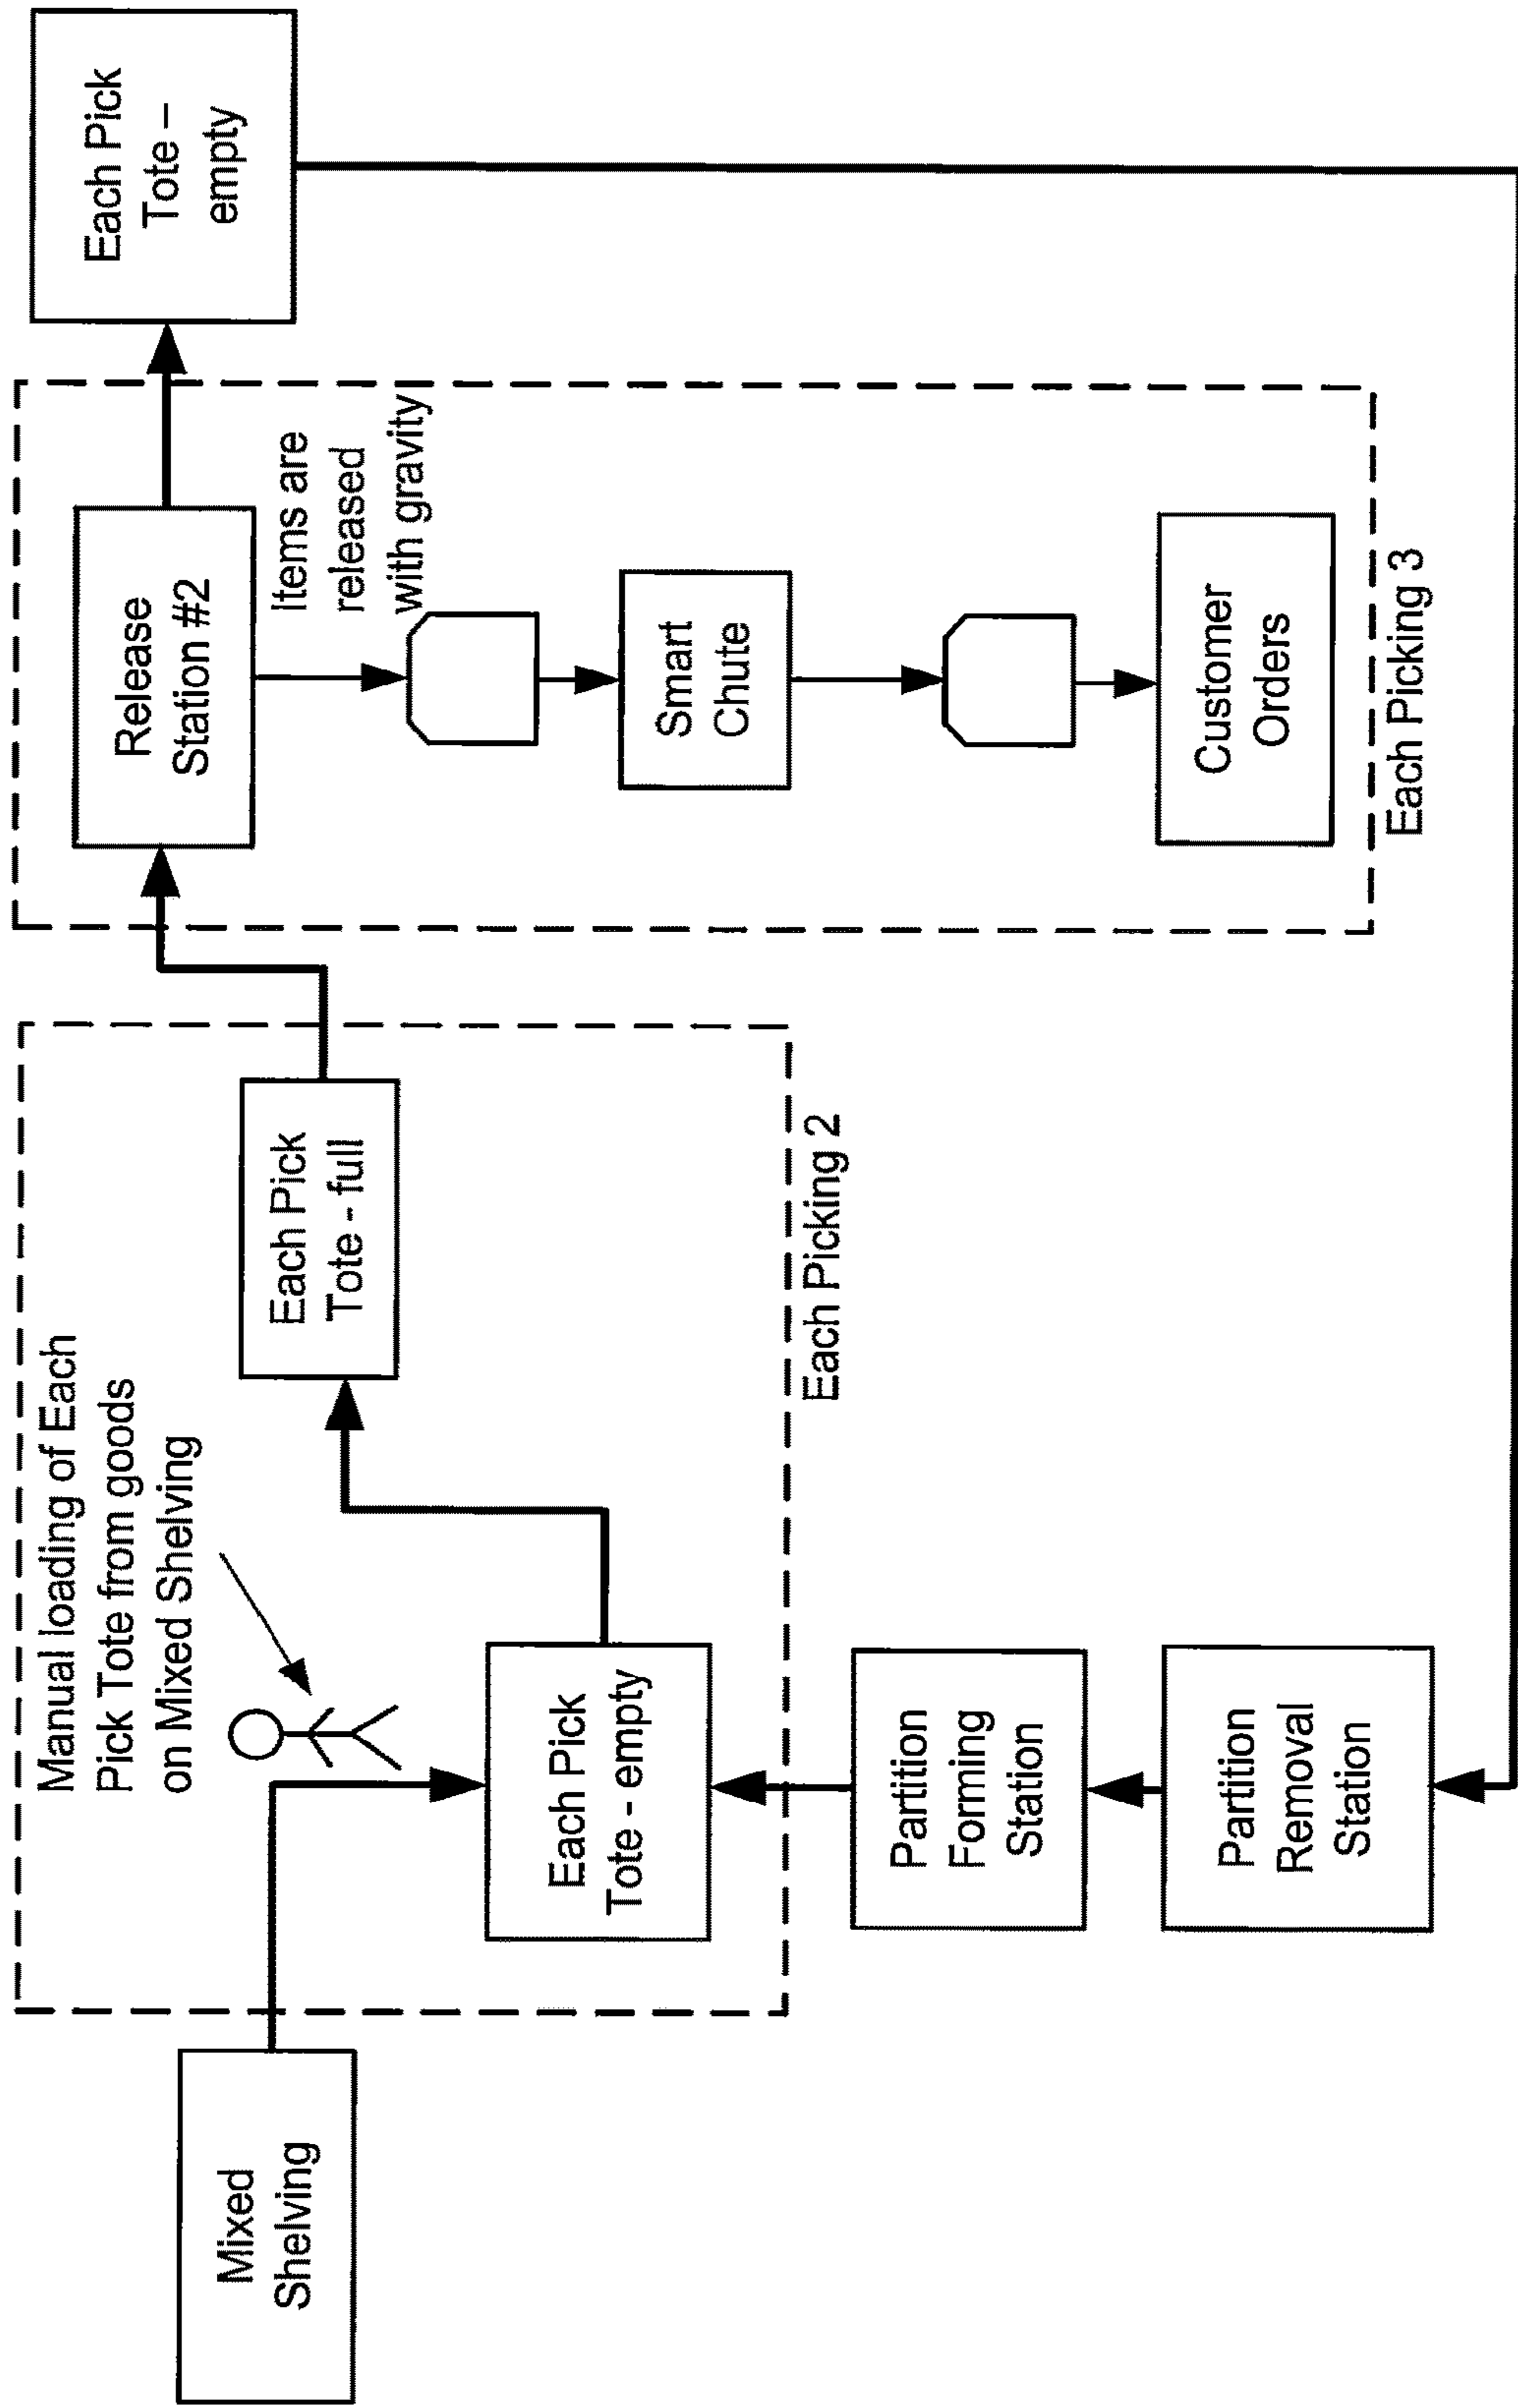 Mixed
Shelving
Manual loading of Each
Pick Tote from goods
on Mixed Shelving
Each Pick
Tote - empty
Each Pick
Tote - full
Each Picking 2
Partition
Forming
Station
Partition
Removal
Station
Release
Station #2
Items are
released
with gravity
Smart
Chute
Customer
Orders
Each Picking 3
Each Pick
Tote –
empty